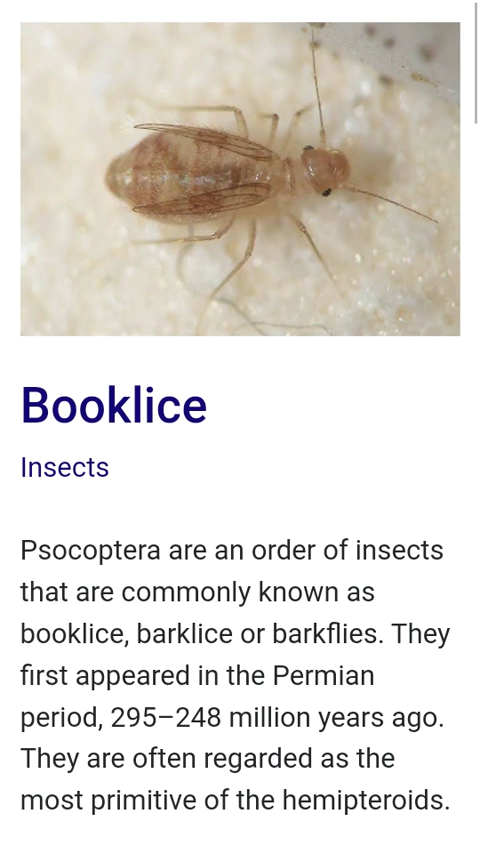 Booklice
Insects
Psocoptera are an order of insects
that are commonly known as
booklice, barklice or barkflies. They
first appeared in the Permian
period, 295–248 million years ago.
They are often regarded as the
most primitive of the hemipteroids.